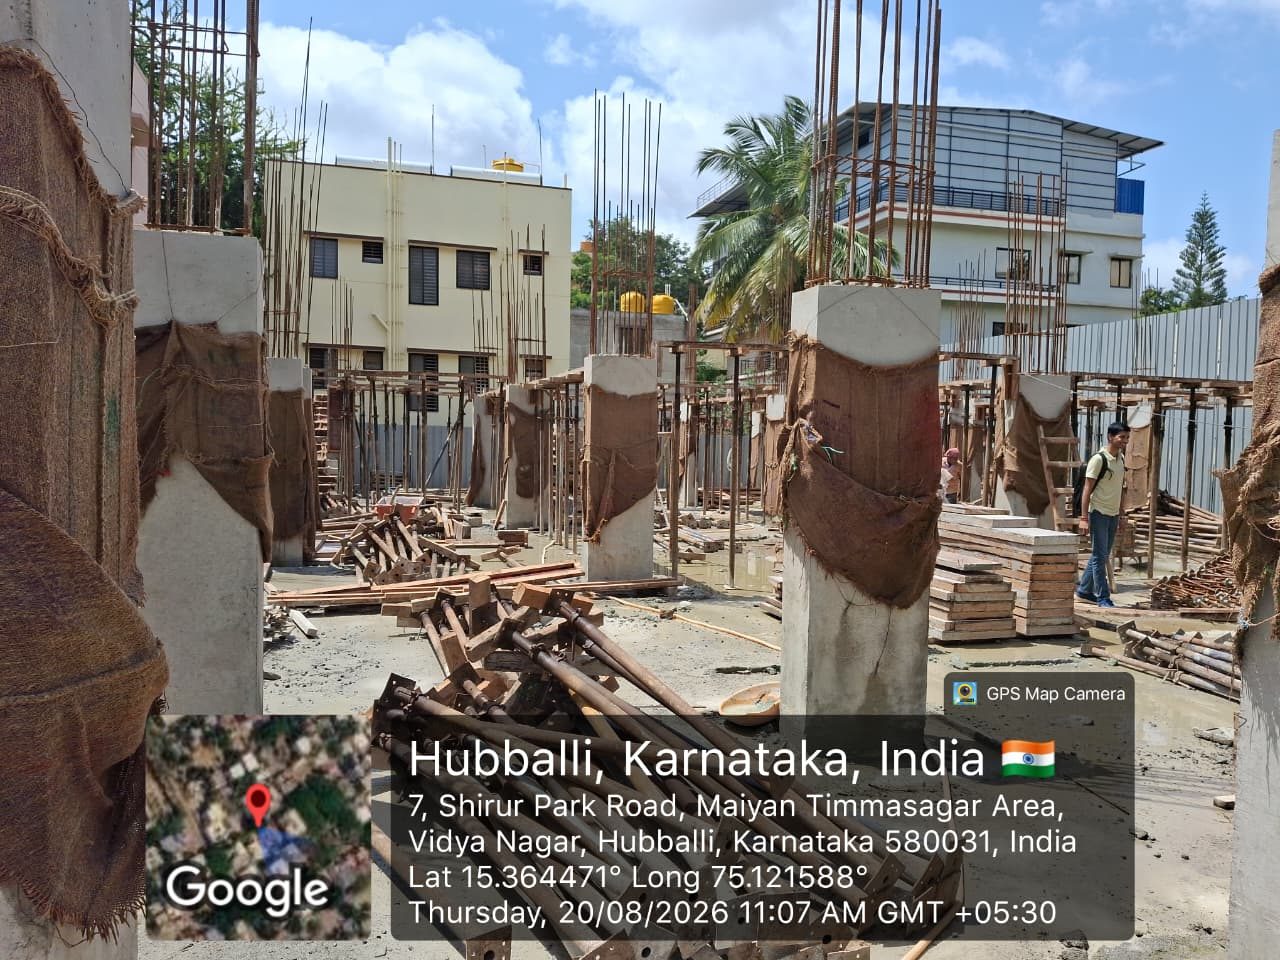 GPS Map Camera
Hubballi, Karnataka, India 🇮🇳
7, Shirur Park Road, Maiyan Timmasagar Area,
Vidya Nagar, Hubballi, Karnataka 580031, India
Lat 15.364471° Long 75.121588°
Thursday, 20/08/2026 11:07 AM GMT +05:30
Google